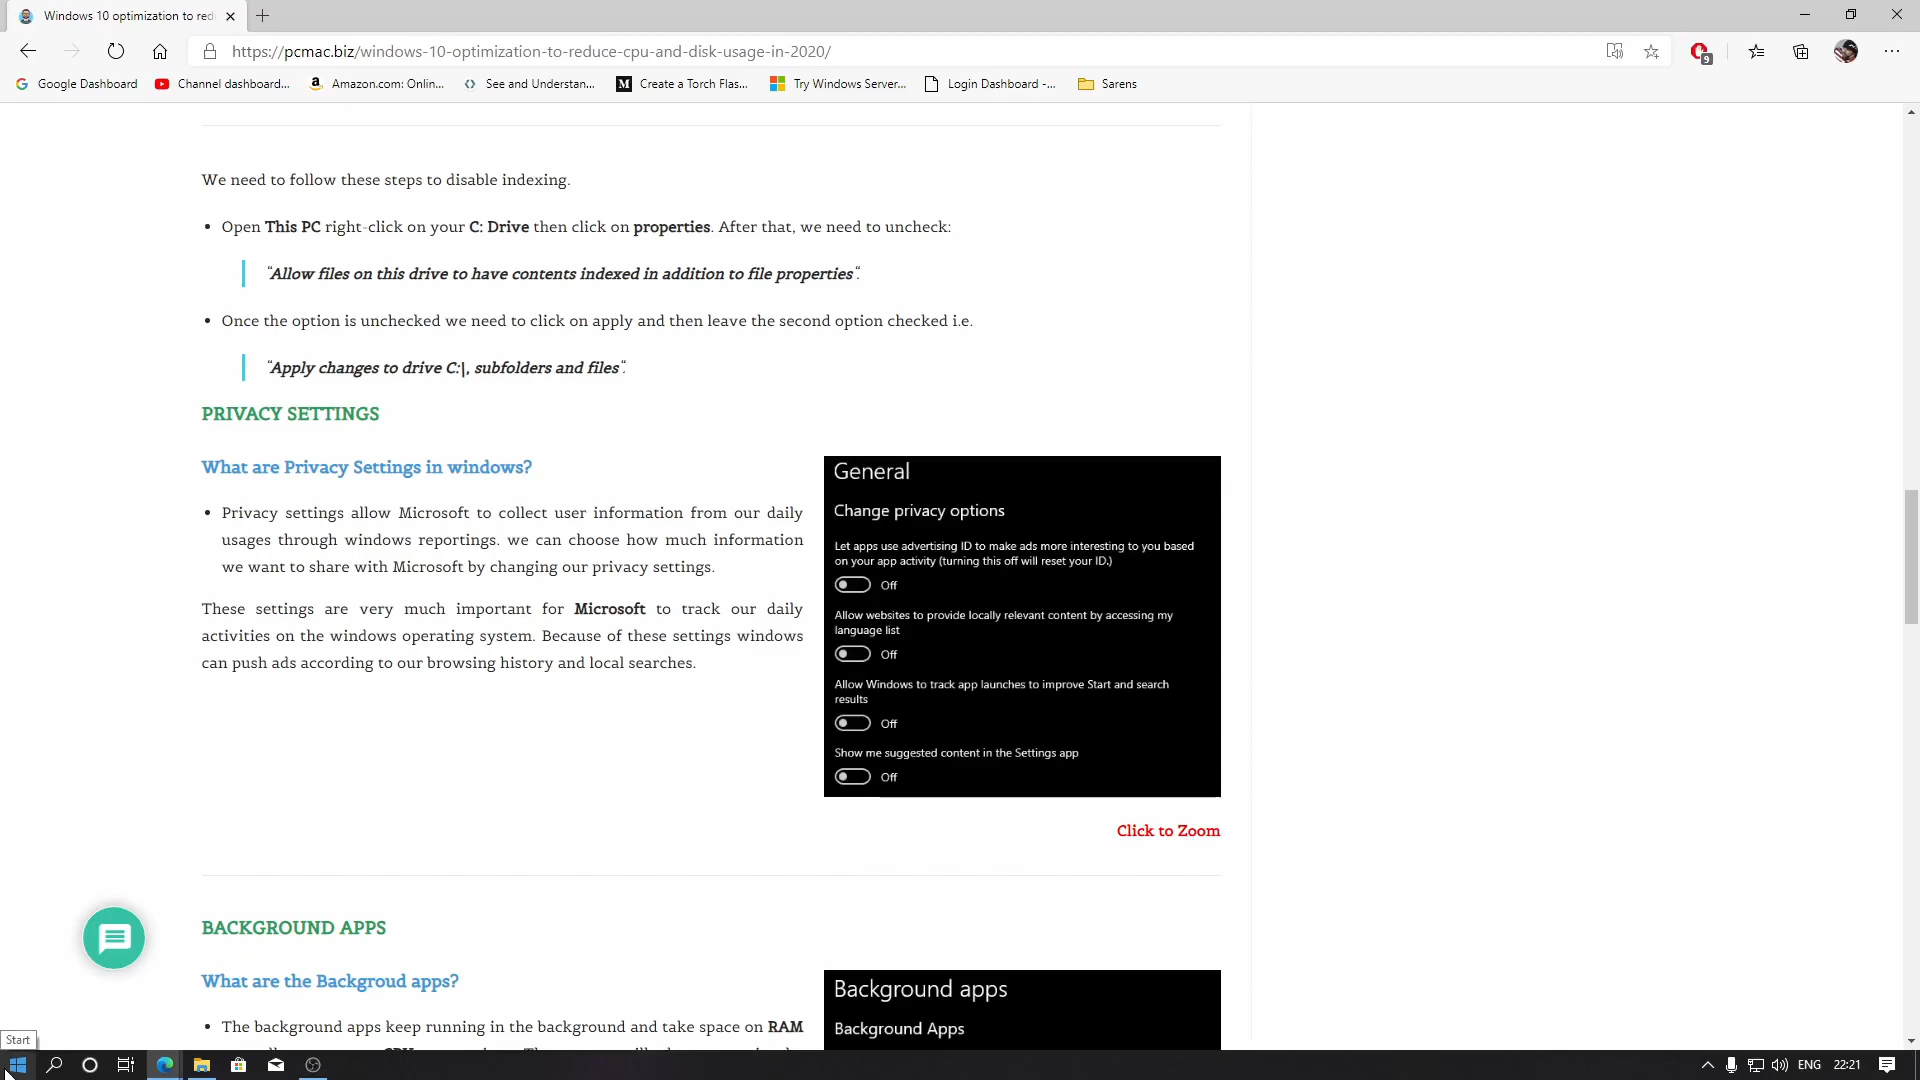 Windows 10 optimization to red
https://pcmac.biz/windows-10-optimization-to-reduce-cpu-and-disk-usage-in-2020/
9
Google Dashboard
Channel dashboard...
Amazon.com: Onlin...
See and Understan...
Create a Torch Flas...
Try Windows Server...
Login Dashboard -...
Sarens
We need to follow these steps to disable indexing.
• Open This PC right-click on your C: Drive then click on properties. After that, we need to uncheck:
“Allow files on this drive to have contents indexed in addition to file properties“.
• Once the option is unchecked we need to click on apply and then leave the second option checked i.e.
“Apply changes to drive C:\, subfolders and files“.
PRIVACY SETTINGS
What are Privacy Settings in windows?
• Privacy settings allow Microsoft to collect user information from our daily
usages through windows reportings. we can choose how much information
we want to share with Microsoft by changing our privacy settings.
These settings are very much important for Microsoft to track our daily
activities on the windows operating system. Because of these settings windows
can push ads according to our browsing history and local searches.
General
Change privacy options
Let apps use advertising ID to make ads more interesting to you based
on your app activity (turning this off will reset your ID.)
Off
Allow websites to provide locally relevant content by accessing my
language list
Off
Allow Windows to track app launches to improve Start and search
results
Off
Show me suggested content in the Settings app
Off
Click to Zoom
BACKGROUND APPS
What are the Backgroud apps?
• The background apps keep running in the background and take space on RAM
Background apps
Background Apps
Start
ENG
22:21